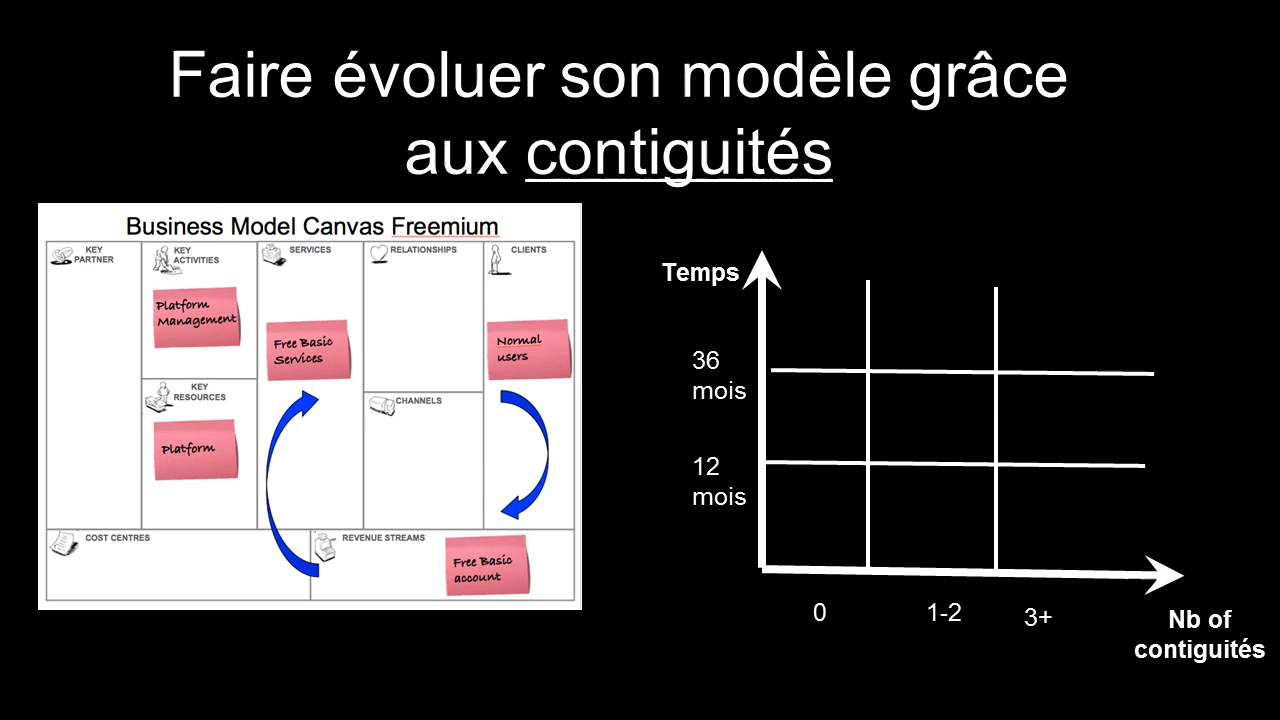 Faire évoluer son modèle grâce
aux contiguités
Business Model Canvas Freemium
KEY
PARTNER
KEY
ACTIVITIES
SERVICES
RELATIONSHIPS
CLIENTS
Platform
Management
Free Basic
Services
Normal
users
KEY
RESOURCES
CHANNELS
Platform
COST CENTRES
REVENUE STREAMS
Free Basic
account
Temps
36
mois
12
mois
0
1-2
3+
Nb of
contiguités